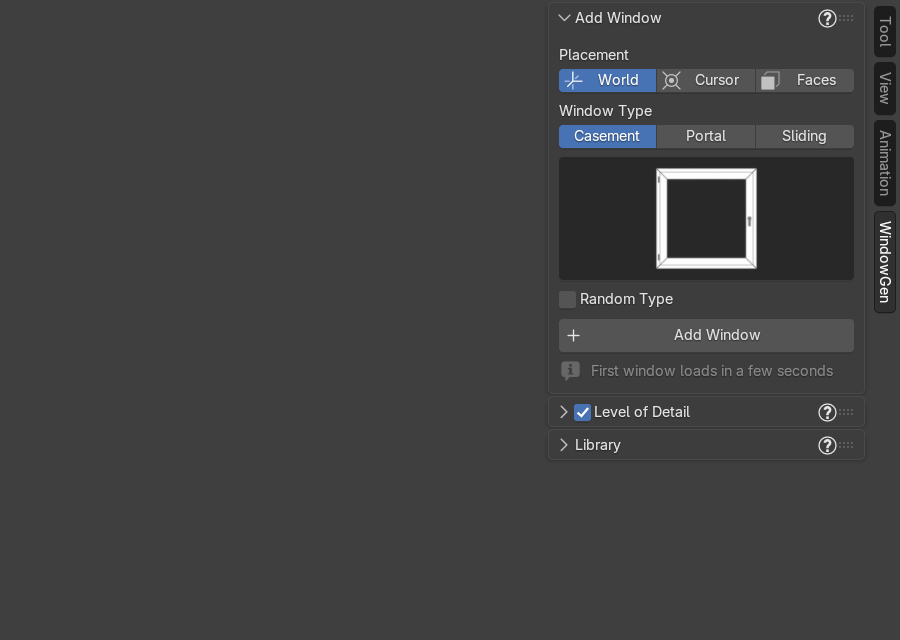 Add Window
Placement
World Cursor Faces
Window Type
Casement Portal Sliding
Random Type
Add Window
First window loads in a few seconds
Level of Detail
Library
Tool
View
Animation
WindowGen